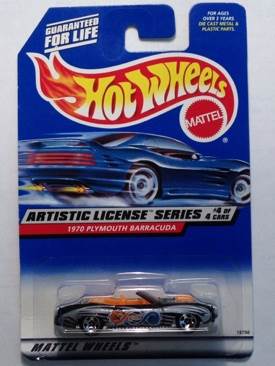 GUARANTEED
FOR LIFE
FOR AGES
OVER 3 YEARS.
DIE CAST METAL &
PLASTIC PARTS.
HOT WHEELS
MATTEL
ARTISTIC LICENSE™ SERIES #4 OF
4 CARS
1970 PLYMOUTH BARRACUDA
MATTEL WHEELS